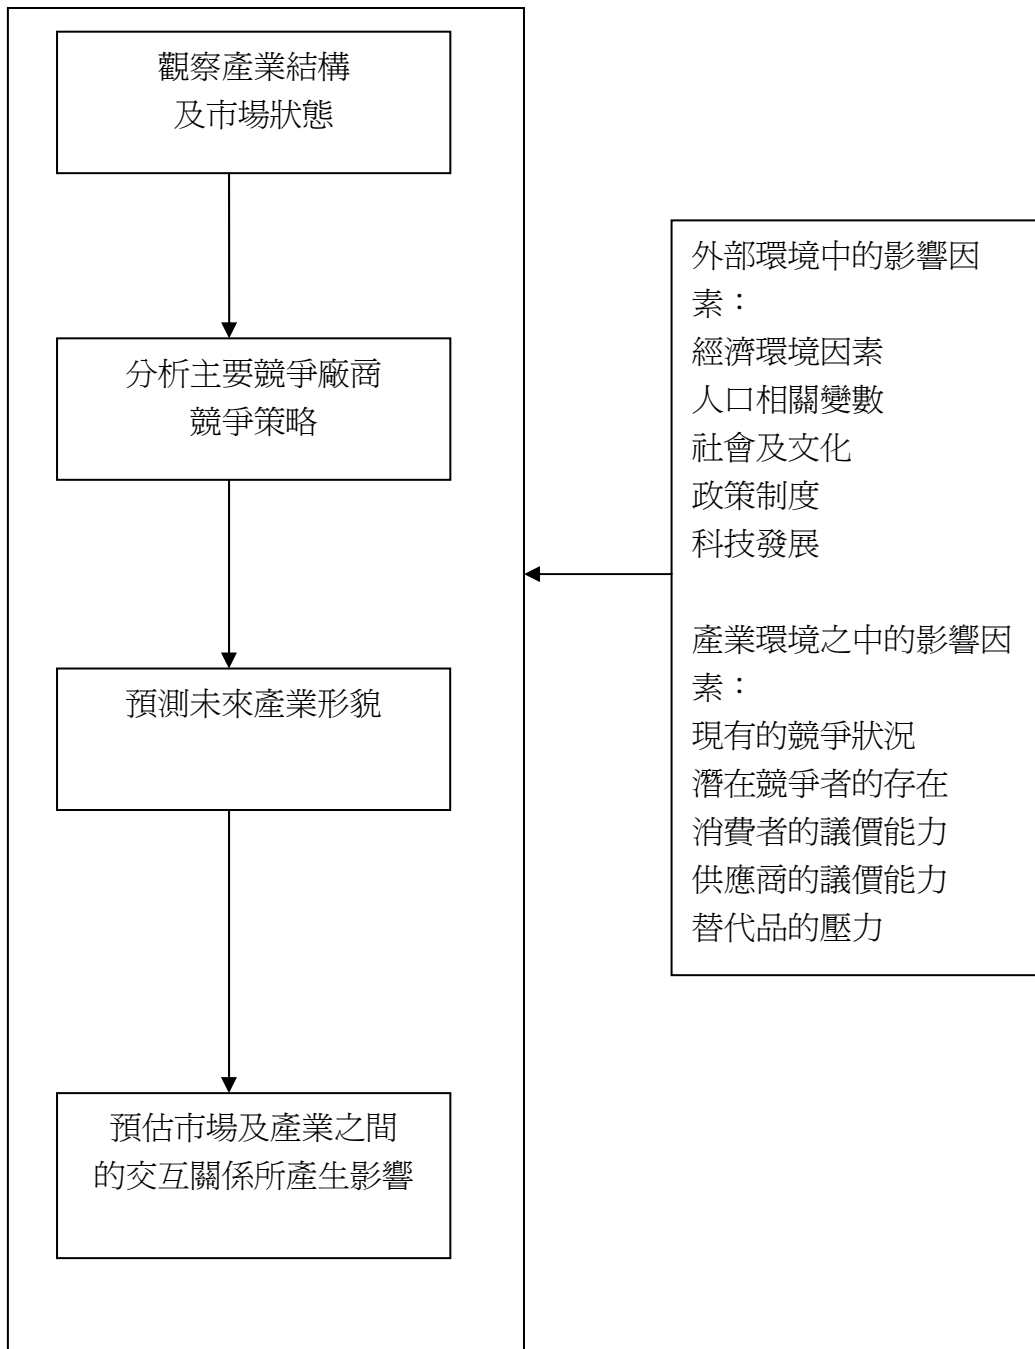 觀察產業結構
及市場狀態
分析主要競爭廠商
競爭策略
預測未來產業形貌
預估市場及產業之間
的交互關係所產生影響
外部環境中的影響因
素：
經濟環境因素
人口相關變數
社會及文化
政策制度
科技發展
產業環境之中的影響因
素：
現有的競爭狀況
潛在競爭者的存在
消費者的議價能力
供應商的議價能力
替代品的壓力